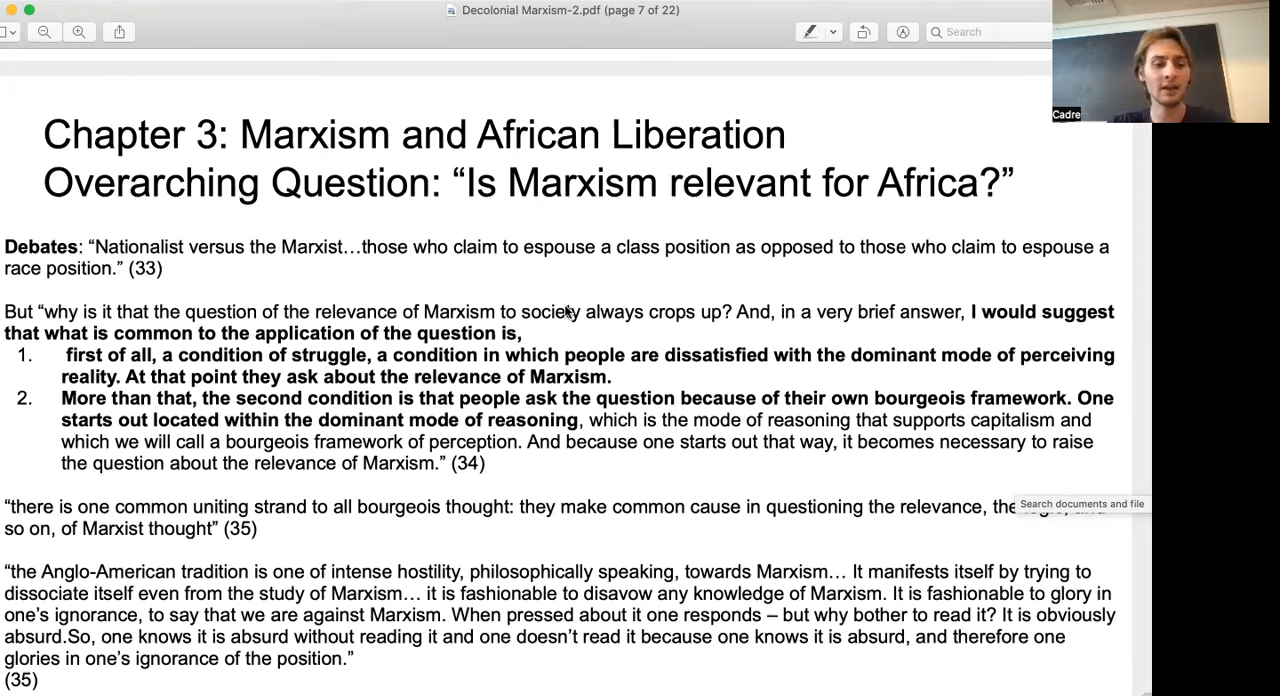 Decolonial Marxism-2.pdf (page 7 of 22)
Search
Cadre
Chapter 3: Marxism and African Liberation
Overarching Question: “Is Marxism relevant for Africa?”
Debates: “Nationalist versus the Marxist…those who claim to espouse a class position as opposed to those who claim to espouse a
race position.” (33)
But “why is it that the question of the relevance of Marxism to society always crops up? And, in a very brief answer, I would suggest
that what is common to the application of the question is,
1. first of all, a condition of struggle, a condition in which people are dissatisfied with the dominant mode of perceiving
reality. At that point they ask about the relevance of Marxism.
2. More than that, the second condition is that people ask the question because of their own bourgeois framework. One
starts out located within the dominant mode of reasoning, which is the mode of reasoning that supports capitalism and
which we will call a bourgeois framework of perception. And because one starts out that way, it becomes necessary to raise
the question about the relevance of Marxism.” (34)
“there is one common uniting strand to all bourgeois thought: they make common cause in questioning the relevance, the
Search documents and file
so on, of Marxist thought” (35)
“the Anglo-American tradition is one of intense hostility, philosophically speaking, towards Marxism… It manifests itself by trying to
dissociate itself even from the study of Marxism… it is fashionable to disavow any knowledge of Marxism. It is fashionable to glory in
one’s ignorance, to say that we are against Marxism. When pressed about it one responds – but why bother to read it? It is obviously
absurd.So, one knows it is absurd without reading it and one doesn’t read it because one knows it is absurd, and therefore one
glories in one’s ignorance of the position.”
(35)